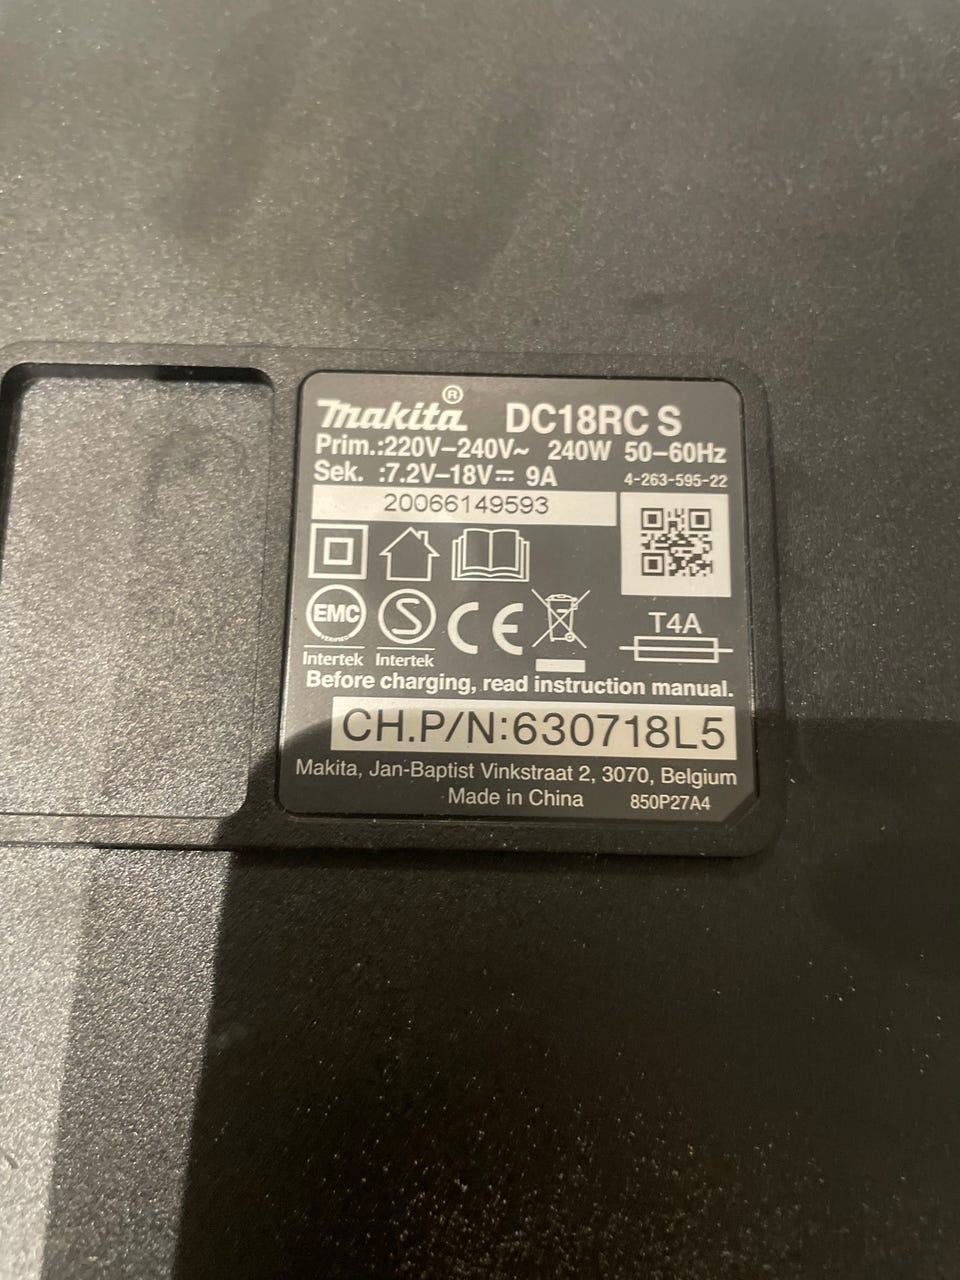 makita® DC18RC S
Prim.:220V–240V~ 240W 50–60Hz
Sek. :7.2V–18V⎓ 9A 4-263-595-22
20066149593
EMC
VERIFIED
Intertek
S
Intertek
CE
T4A
Before charging, read instruction manual.
CH.P/N:630718L5
Makita, Jan-Baptist Vinkstraat 2, 3070, Belgium
Made in China 850P27A4